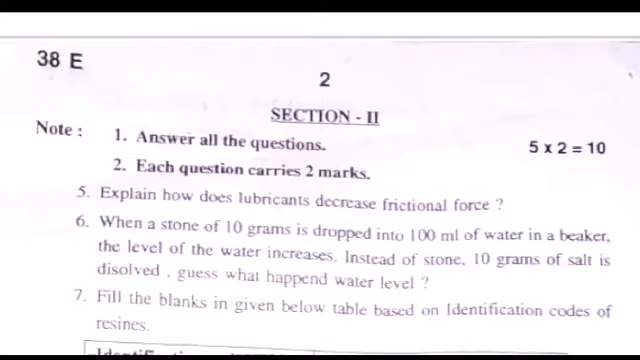 38 E
2
SECTION - II
Note : 1. Answer all the questions. 5 x 2 = 10
2. Each question carries 2 marks.
5. Explain how does lubricants decrease frictional force ?
6. When a stone of 10 grams is dropped into 100 ml of water in a beaker,
the level of the water increases. Instead of stone, 10 grams of salt is
disolved , guess what happend water level ?
7. Fill the blanks in given below table based on Identification codes of
resines.